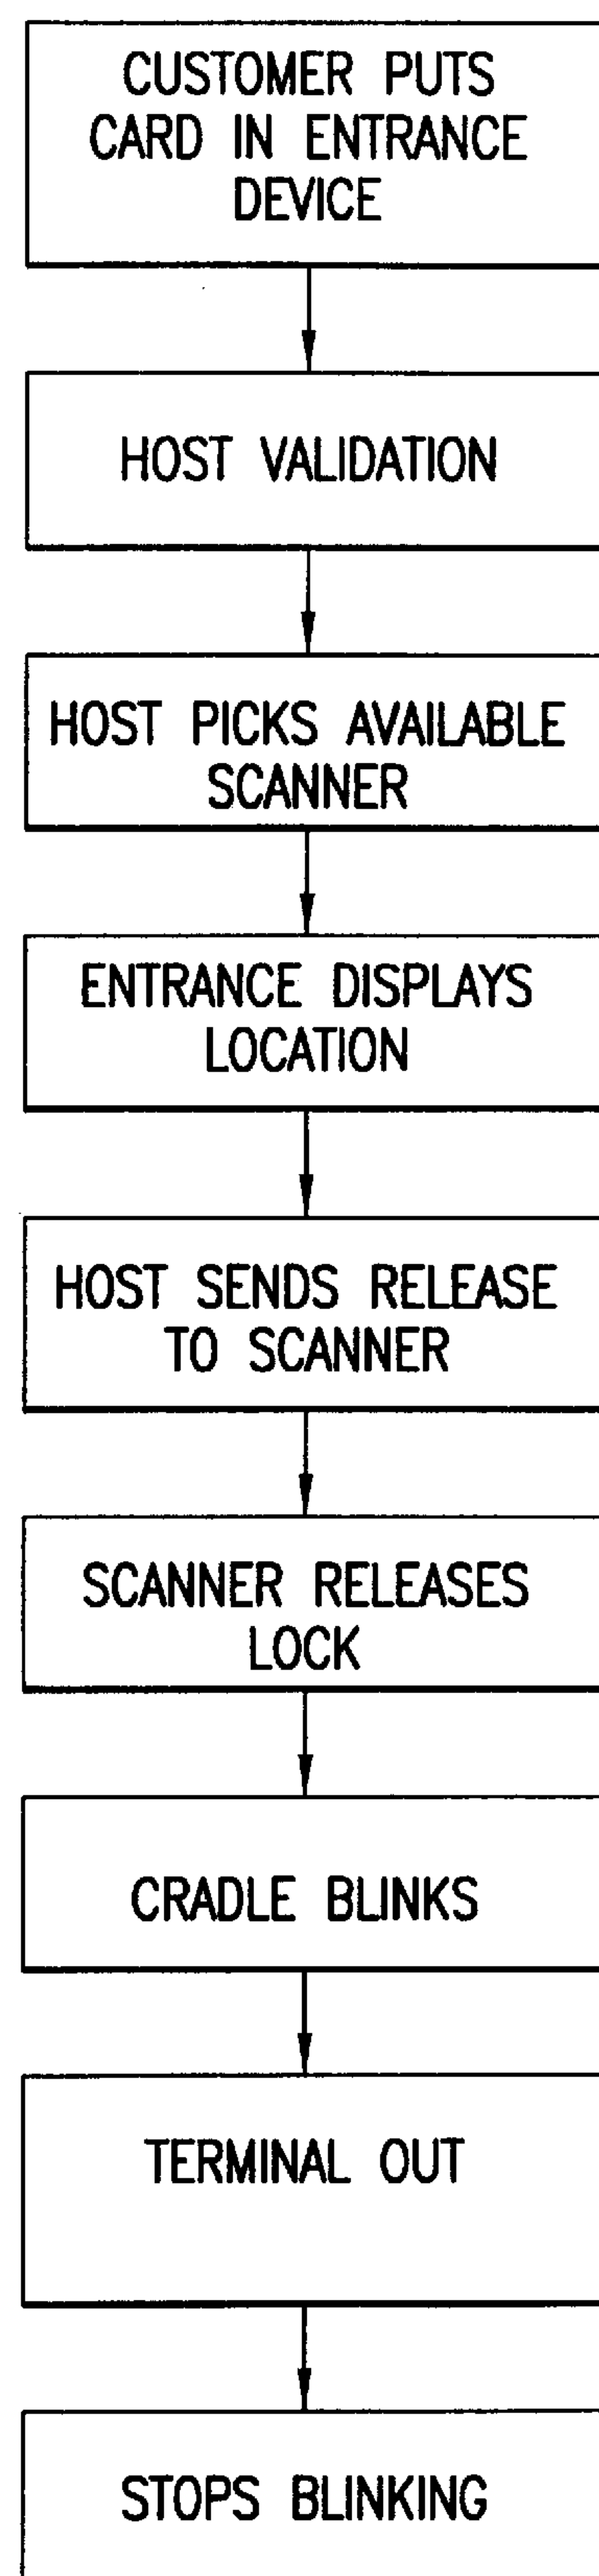 CUSTOMER PUTS
CARD IN ENTRANCE
DEVICE
HOST VALIDATION
HOST PICKS AVAILABLE
SCANNER
ENTRANCE DISPLAYS
LOCATION
HOST SENDS RELEASE
TO SCANNER
SCANNER RELEASES
LOCK
CRADLE BLINKS
TERMINAL OUT
STOPS BLINKING